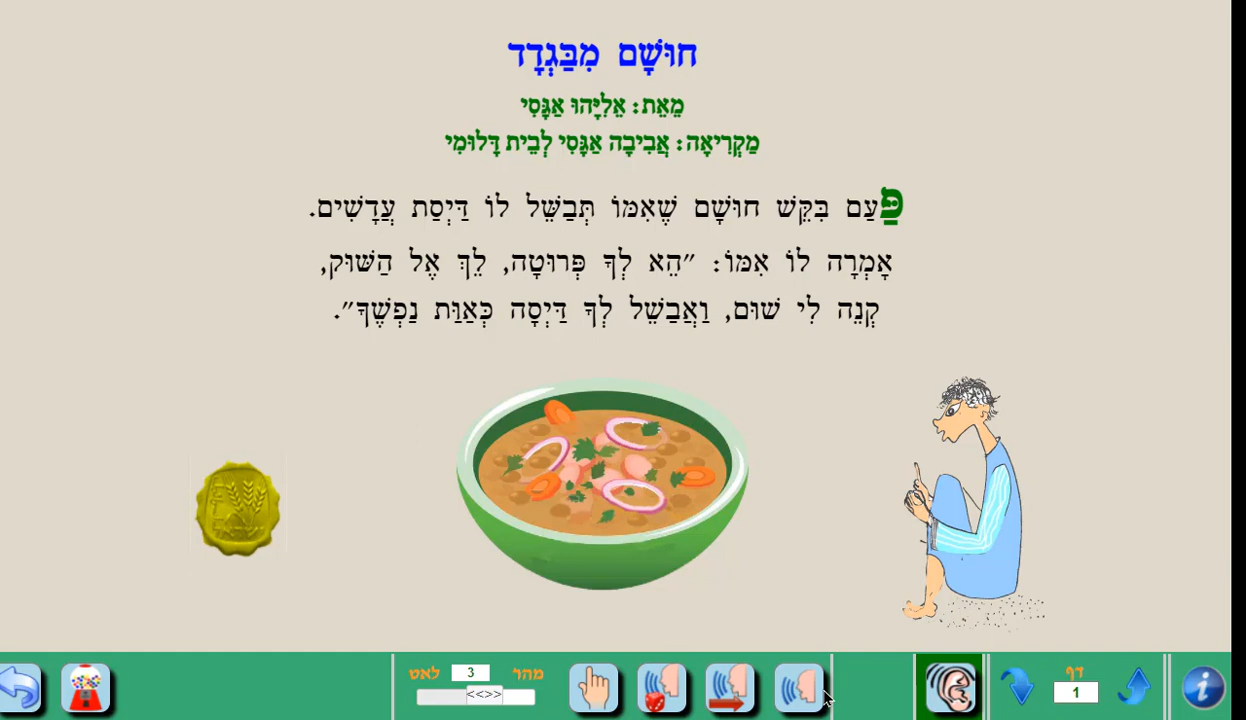 חוּשָׁם מִבַּגְדָד
מֵאֵת: אֵלִיָּהוּ אַגָּסִי
מַקְרִיאָה: אֲבִיבָה אַגָּסִי לְבֵית דָּלוּמִי
פַּעַם בִּקֵּשׁ חוּשָׁם שֶׁאִמּוֹ תְּבַשֵּׁל לוֹ דַּיְסַת עֲדָשִׁים.
אָמְרָה לוֹ אִמּוֹ: ״הֵא לְךָ פְּרוּטָה, לֵךְ אֶל הַשּׁוּק,
קְנֵה לִי שׁוּם, וַאֲבַשֵׁל לְךָ דַּיְסָה כְּאַוַּת נַפְשֶׁךָ״.
מהר 3 לאט
<<>>
דף
1
i